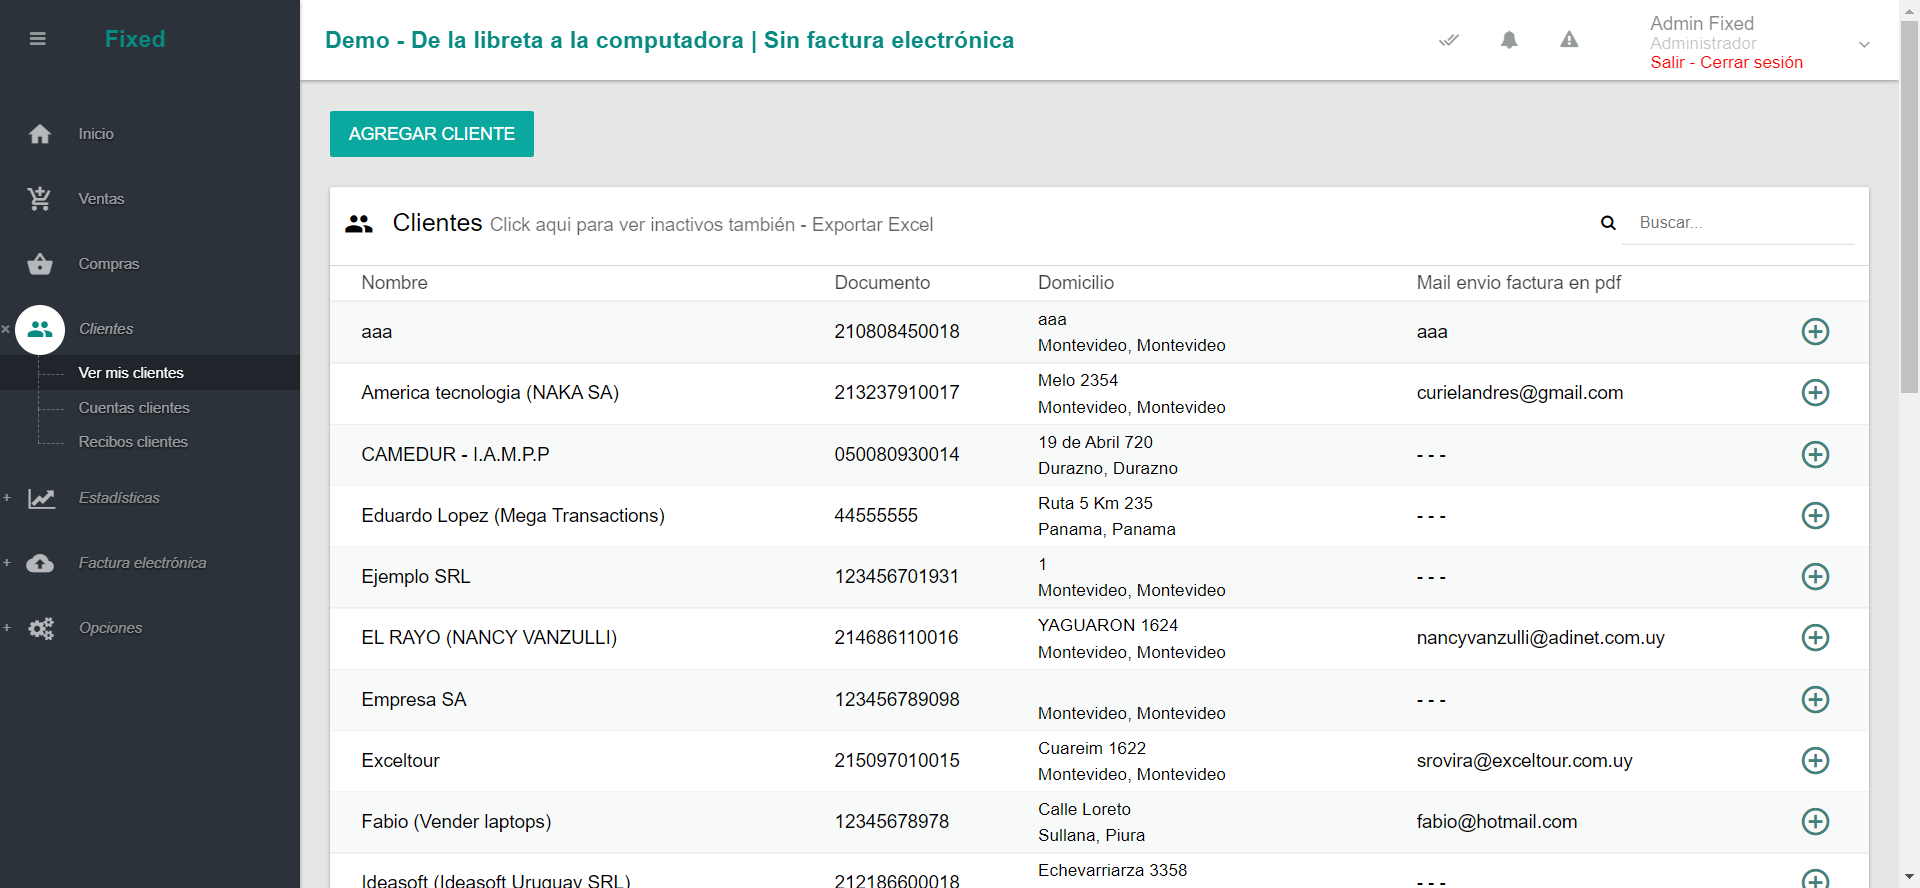 Fixed
Demo - De la libreta a la computadora | Sin factura electrónica
Admin Fixed
Administrador
Salir - Cerrar sesión
Inicio
Ventas
Compras
Clientes
Ver mis clientes
Cuentas clientes
Recibos clientes
Estadísticas
Factura electrónica
Opciones
AGREGAR CLIENTE
Clientes Click aqui para ver inactivos también - Exportar Excel
Buscar...
Nombre Documento Domicilio Mail envio factura en pdf
aaa 210808450018 aaa
Montevideo, Montevideo aaa
America tecnologia (NAKA SA) 213237910017 Melo 2354
Montevideo, Montevideo curielandres@gmail.com
CAMEDUR - I.A.M.P.P 050080930014 19 de Abril 720
Durazno, Durazno - - -
Eduardo Lopez (Mega Transactions) 44555555 Ruta 5 Km 235
Panama, Panama - - -
Ejemplo SRL 123456701931 1
Montevideo, Montevideo - - -
EL RAYO (NANCY VANZULLI) 214686110016 YAGUARON 1624
Montevideo, Montevideo nancyvanzulli@adinet.com.uy
Empresa SA 123456789098
Montevideo, Montevideo - - -
Exceltour 215097010015 Cuareim 1622
Montevideo, Montevideo srovira@exceltour.com.uy
Fabio (Vender laptops) 12345678978 Calle Loreto
Sullana, Piura fabio@hotmail.com
Ideasoft (Ideasoft Uruguay SRL) 212186600018 Echevarriarza 3358
- - -